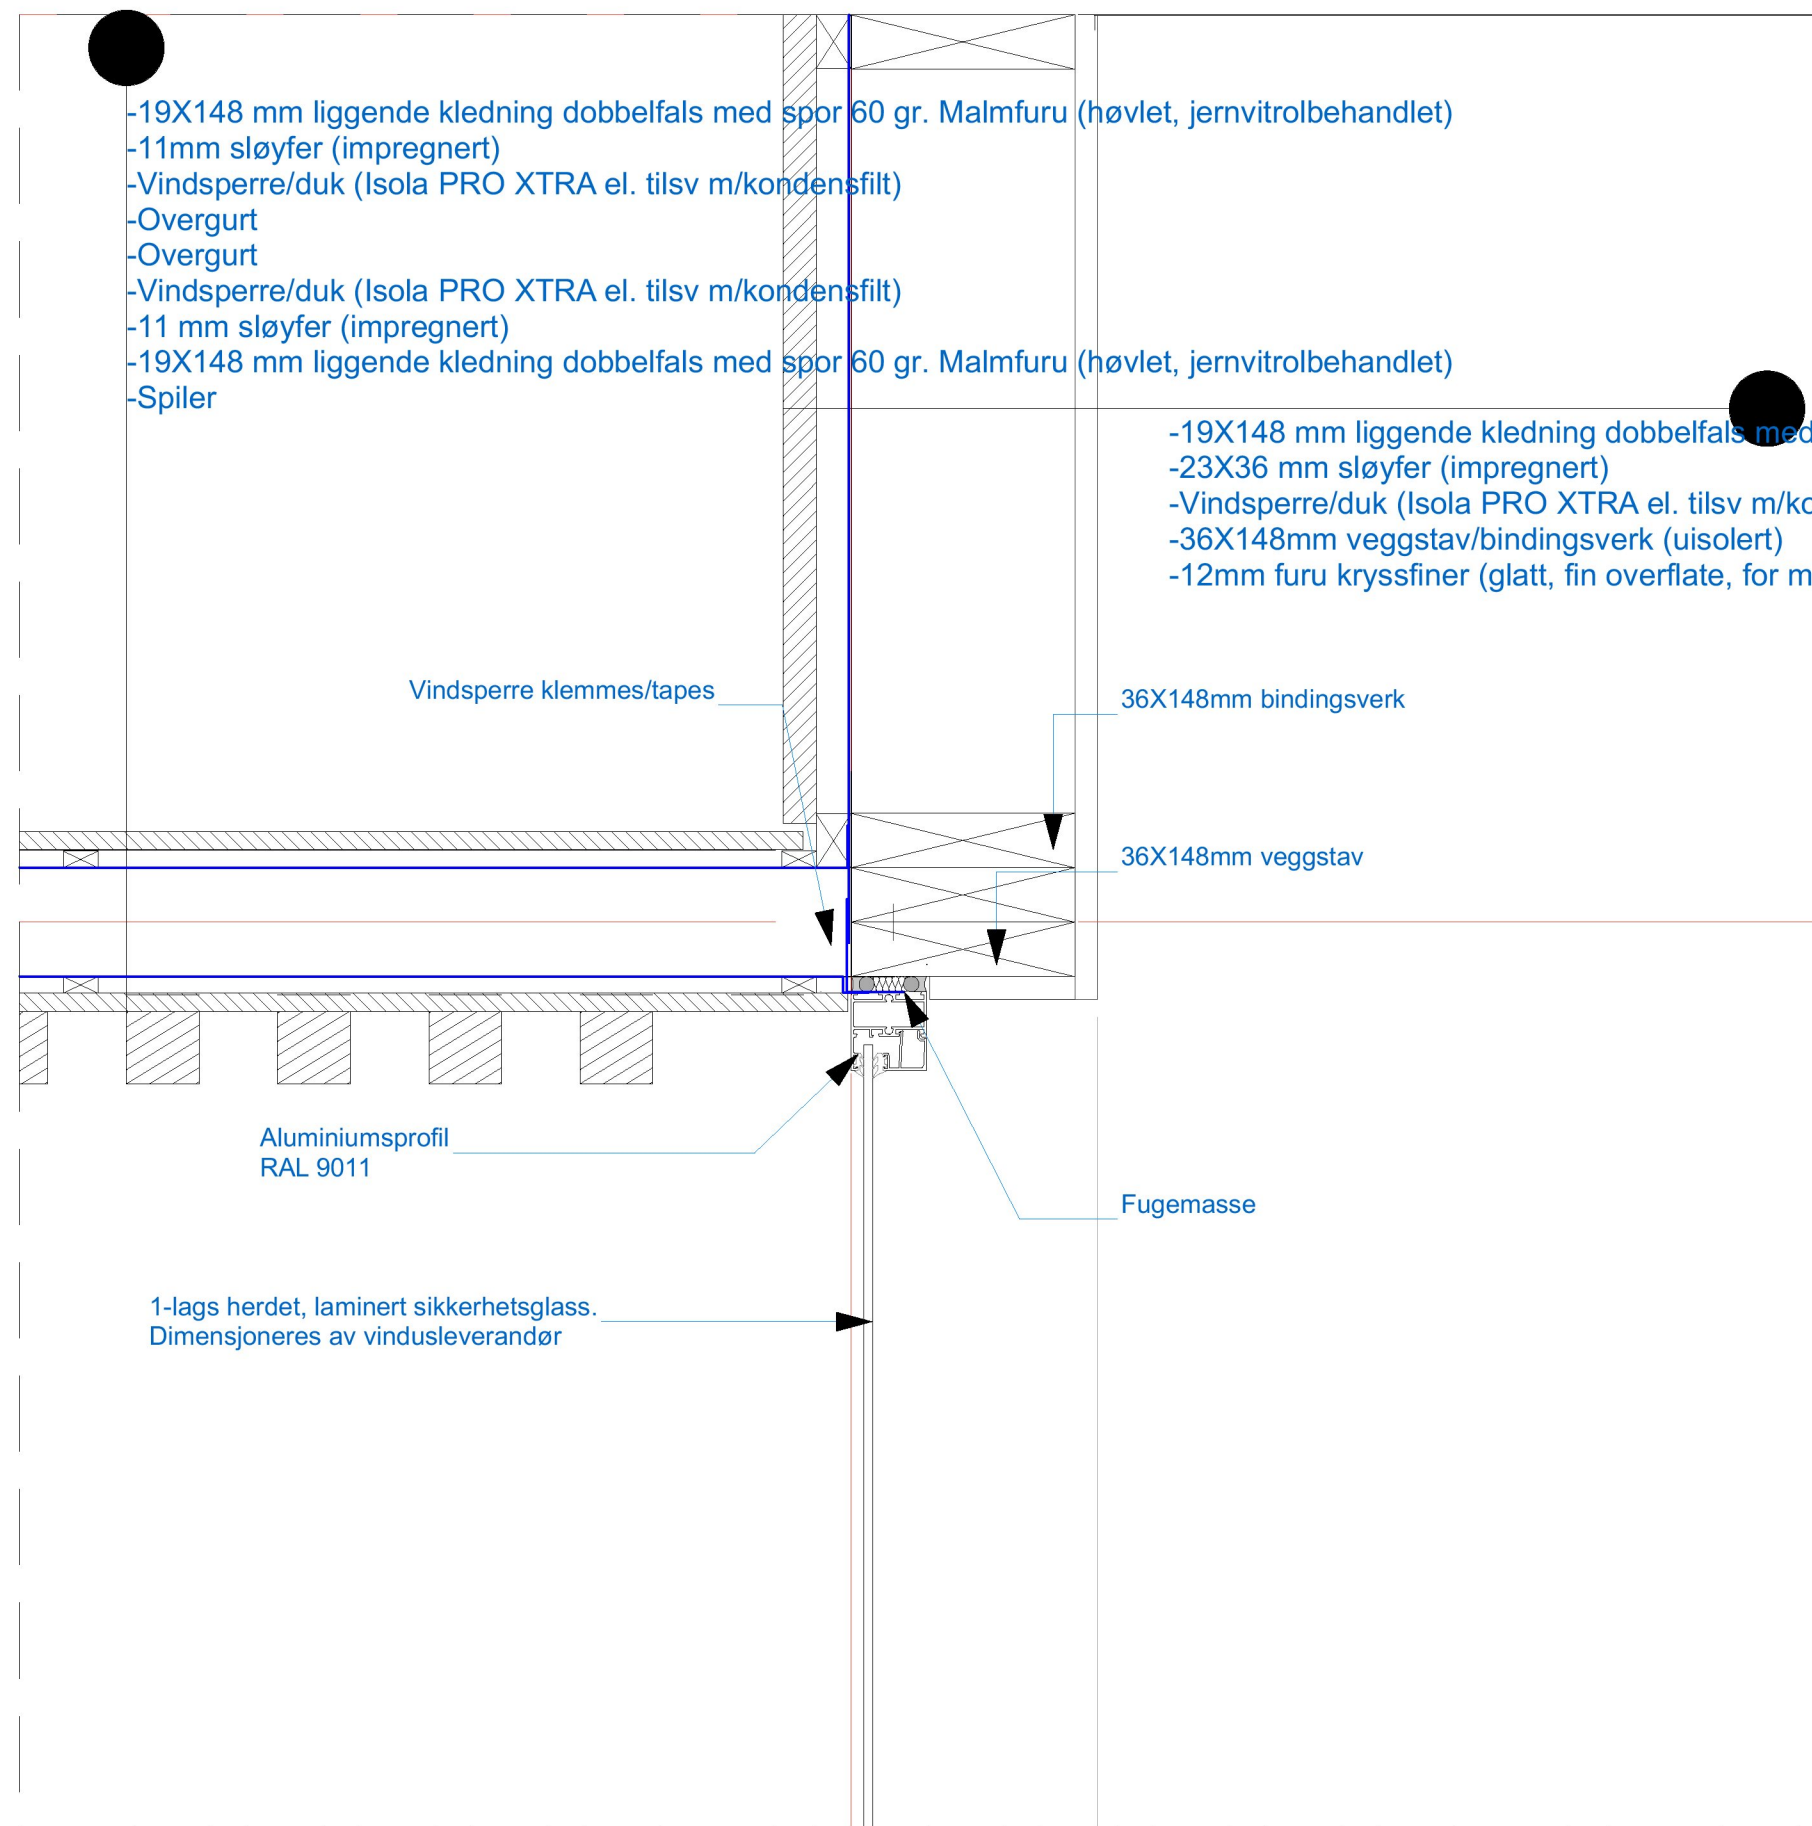 -19X148 mm liggende kledning dobbelfals med spor 60 gr. Malmfuru (høvlet, jernvitrolbehandlet)
-11mm sløyfer (impregnert)
-Vindsperre/duk (Isola PRO XTRA el. tilsv m/kondensfilt)
-Overgurt
-Overgurt
-Vindsperre/duk (Isola PRO XTRA el. tilsv m/kondensfilt)
-11 mm sløyfer (impregnert)
-19X148 mm liggende kledning dobbelfals med spor 60 gr. Malmfuru (høvlet, jernvitrolbehandlet)
-Spiler
-19X148 mm liggende kledning dobbelfals med
-23X36 mm sløyfer (impregnert)
-Vindsperre/duk (Isola PRO XTRA el. tilsv
-36X148mm veggstav/bindingsverk (uisolert)
-12mm furu kryssfiner (glatt, fin overflate, for
Vindsperre klemmes/tapes
36X148mm bindingsverk
36X148mm veggstav
Aluminiumsprofil
RAL 9011
Fugemasse
1-lags herdet, laminert sikkerhetsglass.
Dimensjoneres av vindusleverandør